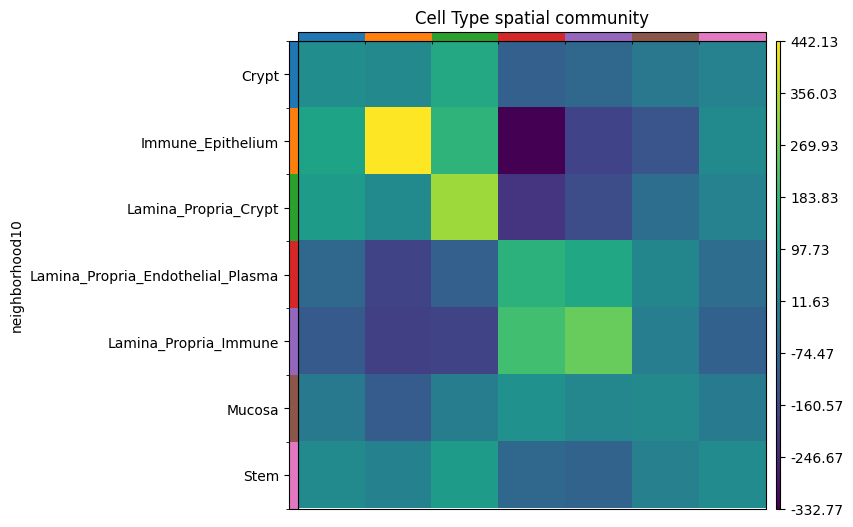 Cell Type spatial community
neighborhood10
Crypt
Immune_Epithelium
Lamina_Propria_Crypt
Lamina_Propria_Endothelial_Plasma
Lamina_Propria_Immune
Mucosa
Stem
442.13
356.03
269.93
183.83
97.73
11.63
-74.47
-160.57
-246.67
-332.77